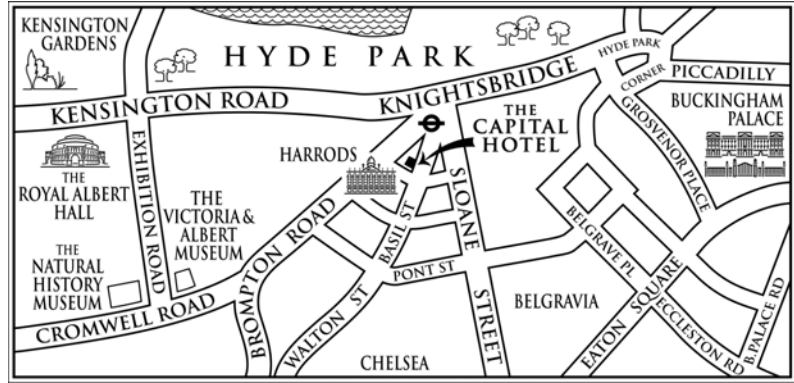 KENSINGTON
GARDENS
HYDE PARK
HYDE PARK
CORNER
PICCADILLY
KENSINGTON ROAD
KNIGHTSBRIDGE
THE
CAPITAL
HOTEL
GROSVENOR PLACE
BUCKINGHAM
PALACE
HARRODS
THE
ROYAL ALBERT
HALL
EXHIBITION ROAD
THE
VICTORIA &
ALBERT
MUSEUM
BROMPTON ROAD
BASIL ST
SLOANE
STREET
BELGRAVE PL
THE
NATURAL
HISTORY
MUSEUM
CROMWELL ROAD
BROMPTON
WALTON ST
PONT ST
BELGRAVIA
EATON SQUARE
ECCLESTON RD
B.PALACE RD
CHELSEA